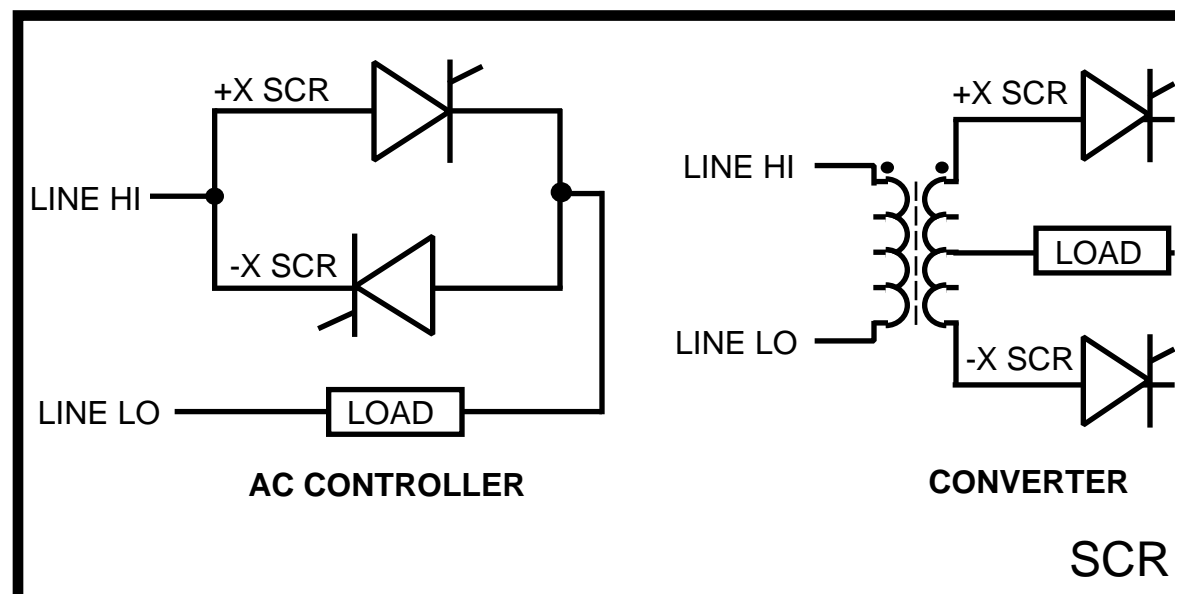 +X SCR
LINE HI
-X SCR
LINE LO
LOAD
AC CONTROLLER
+X SCR
LINE HI
LOAD
LINE LO
-X SCR
CONVERTER
SCR